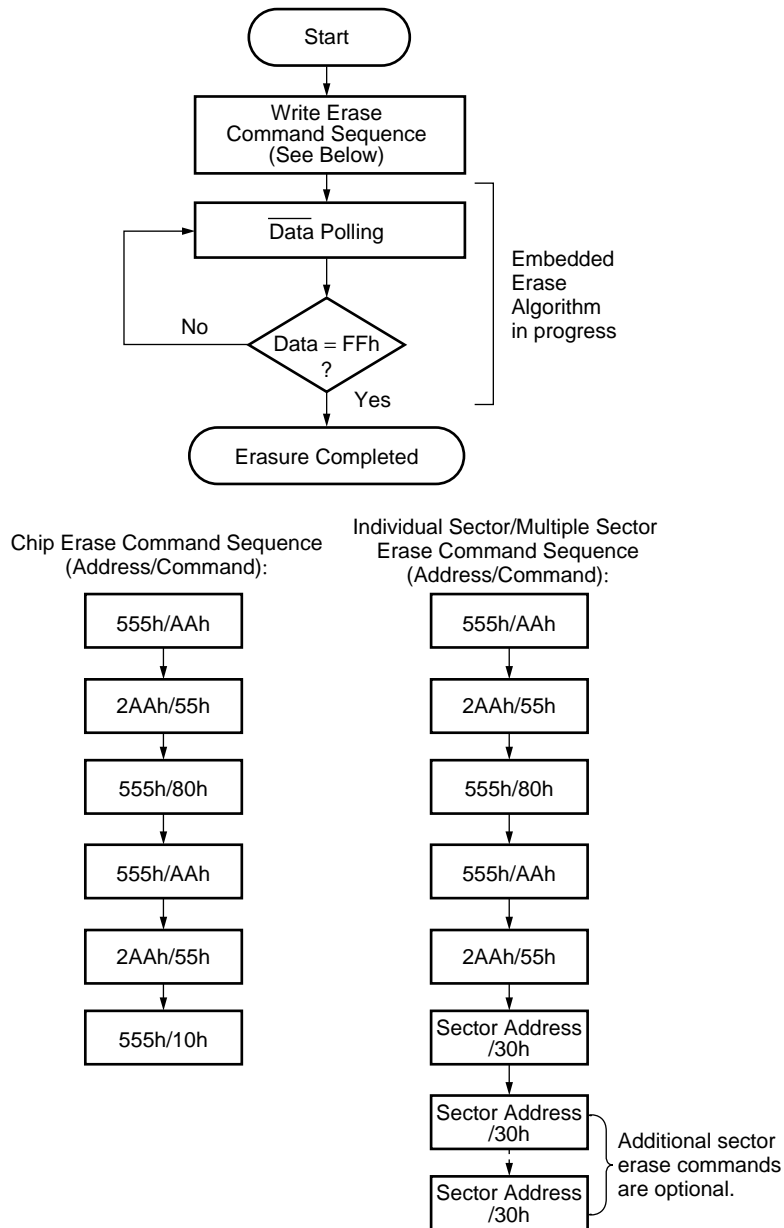 Start
Write Erase
Command Sequence
(See Below)
Data Polling
Embedded
Erase
Algorithm
in progress
No
Data = FFh
?
Yes
Erasure Completed
Chip Erase Command Sequence
(Address/Command):
555h/AAh
2AAh/55h
555h/80h
555h/AAh
2AAh/55h
555h/10h
Individual Sector/Multiple Sector
Erase Command Sequence
(Address/Command):
555h/AAh
2AAh/55h
555h/80h
555h/AAh
2AAh/55h
Sector Address
/30h
Sector Address
/30h
Sector Address
/30h
Additional sector
erase commands
are optional.